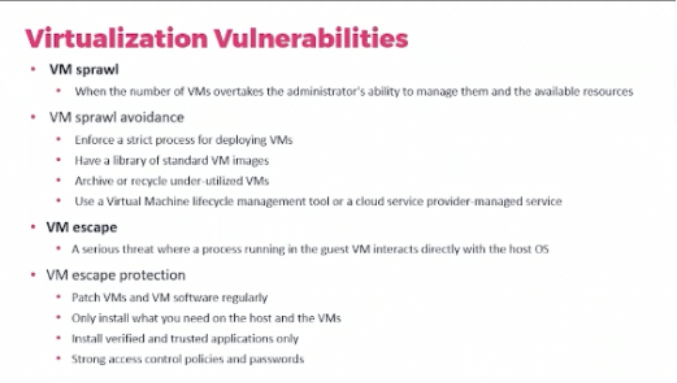 Virtualization Vulnerabilities
• VM sprawl
• When the number of VMs overtakes the administrator's ability to manage them and the available resources
• VM sprawl avoidance
• Enforce a strict process for deploying VMs
• Have a library of standard VM images
• Archive or recycle under-utilized VMs
• Use a Virtual Machine lifecycle management tool or a cloud service provider-managed service
• VM escape
• A serious threat where a process running in the guest VM interacts directly with the host OS
• VM escape protection
• Patch VMs and VM software regularly
• Only install what you need on the host and the VMs
• Install verified and trusted applications only
• Strong access control policies and passwords